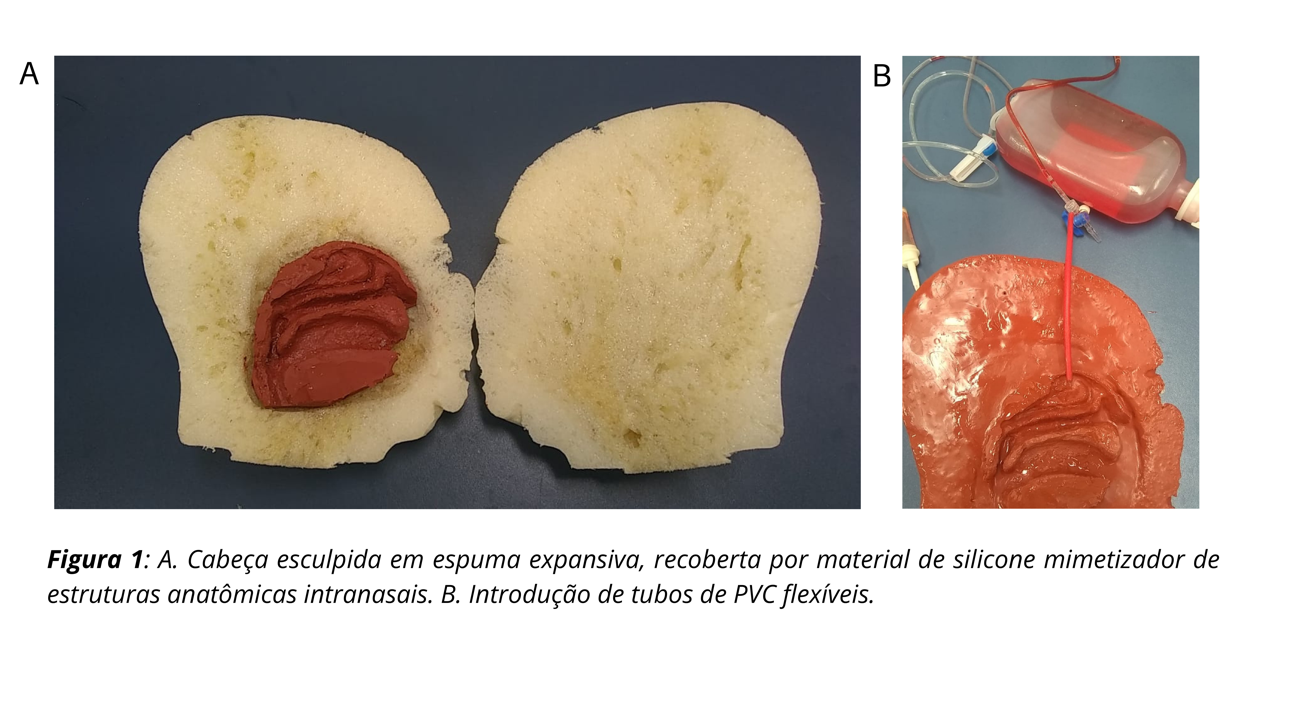 A
B
Figura 1: A. Cabeça esculpida em espuma expansiva, recoberta por material de silicone mimetizador de
estruturas anatômicas intranasais. B. Introdução de tubos de PVC flexíveis.